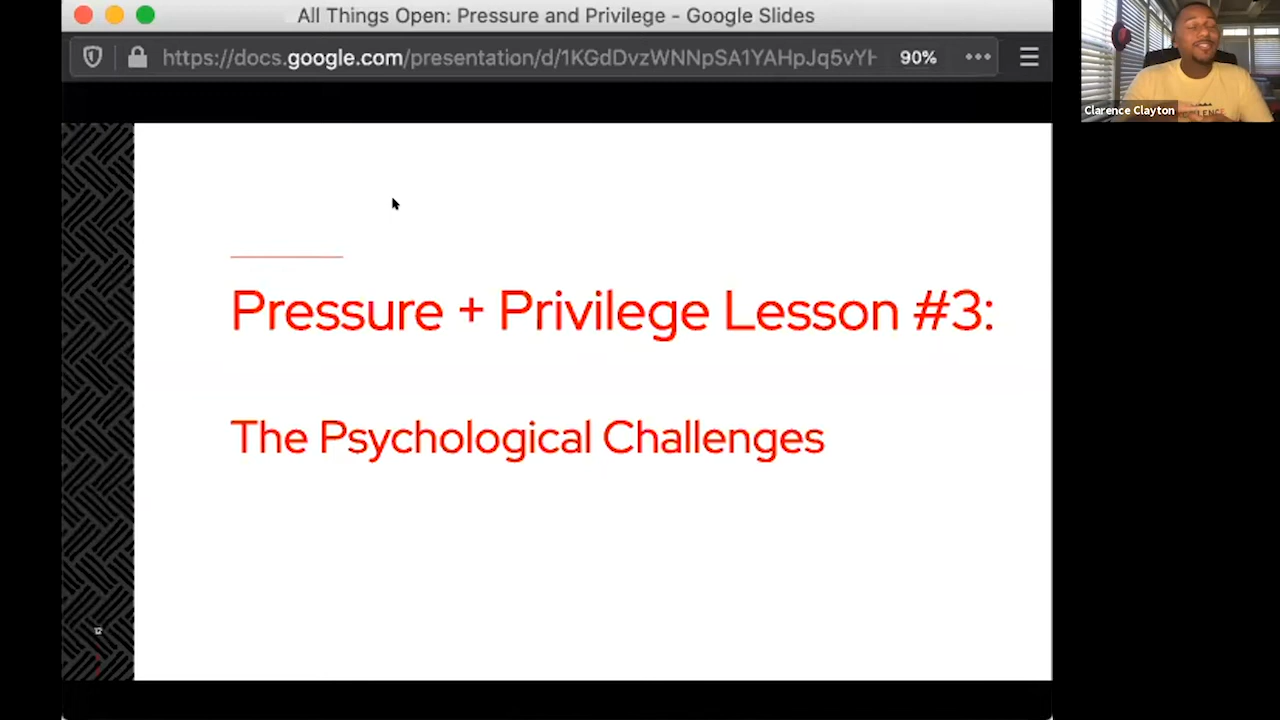 All Things Open: Pressure and Privilege - Google Slides
https://docs.google.com/presentation/d/1KGdDvzWNNpSA1YAHpJq5vYH
90%
Clarence Clayton
Pressure + Privilege Lesson #3:
The Psychological Challenges